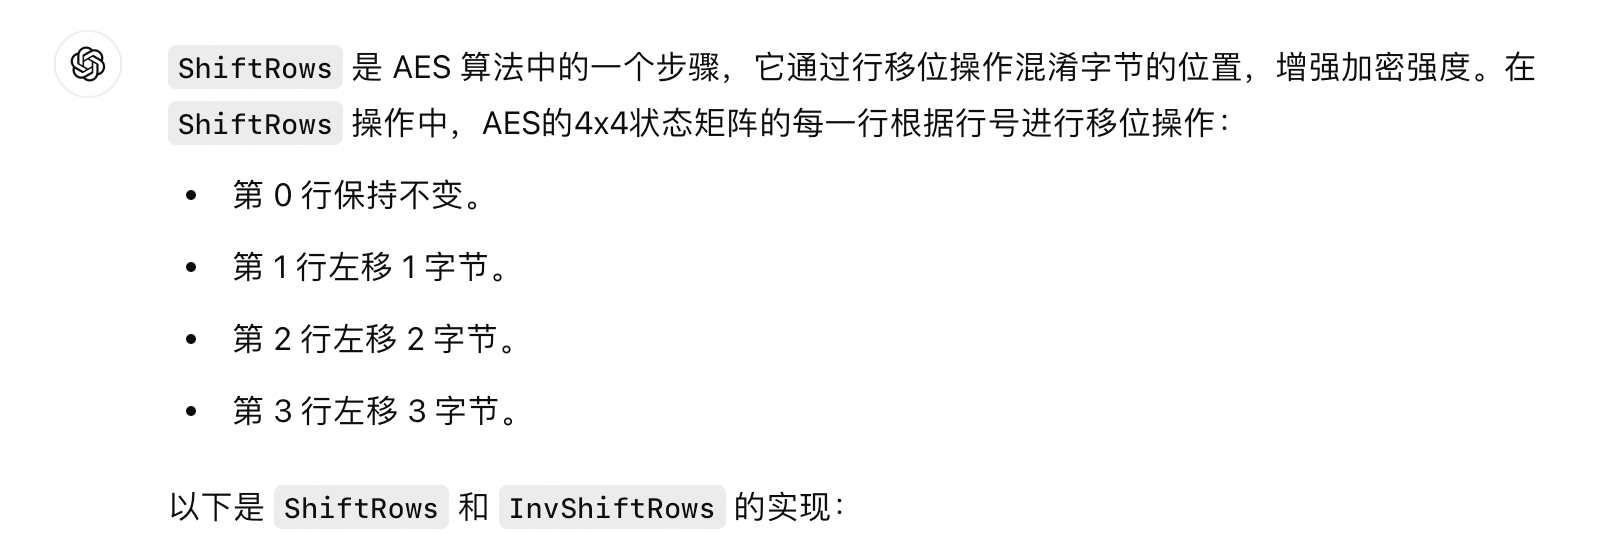 ShiftRows 是 AES 算法中的一个步骤，它通过行移位操作混淆字节的位置，增强加密强度。在
ShiftRows 操作中，AES的4x4状态矩阵的每一行根据行号进行移位操作：
• 第 0 行保持不变。
• 第 1 行左移 1 字节。
• 第 2 行左移 2 字节。
• 第 3 行左移 3 字节。
以下是 ShiftRows 和 InvShiftRows 的实现：